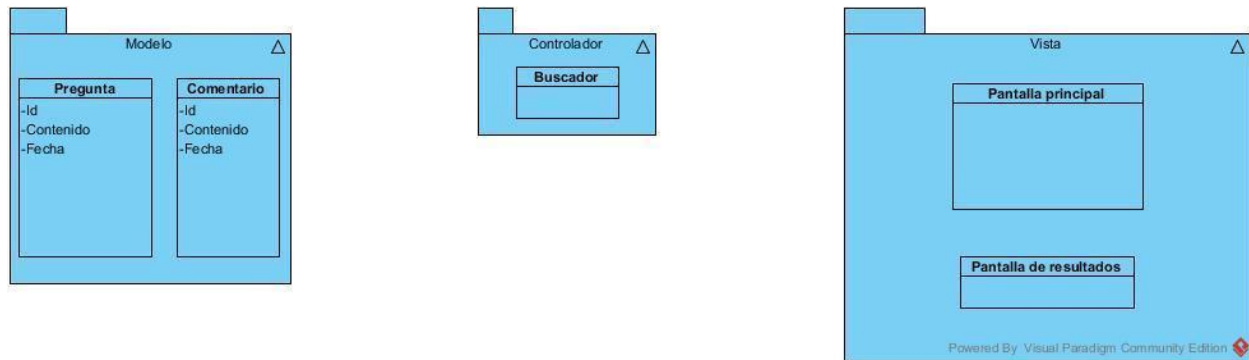 Modelo
Pregunta
-Id
-Contenido
-Fecha
Comentario
-Id
-Contenido
-Fecha
Controlador
Buscador
Vista
Pantalla principal
Pantalla de resultados
Powered By Visual Paradigm Community Edition